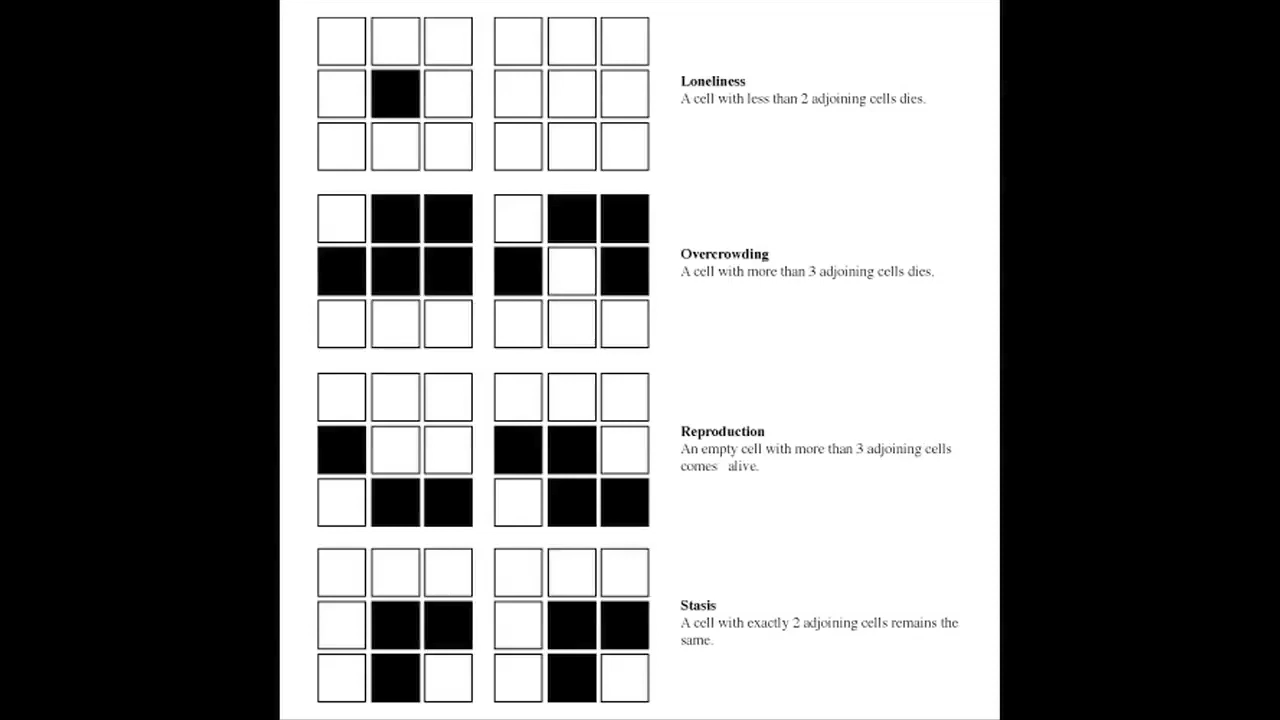 Loneliness
A cell with less than 2 adjoining cells dies.
Overcrowding
A cell with more than 3 adjoining cells dies.
Reproduction
An empty cell with more than 3 adjoining cells
comes alive.
Stasis
A cell with exactly 2 adjoining cells remains the
same.